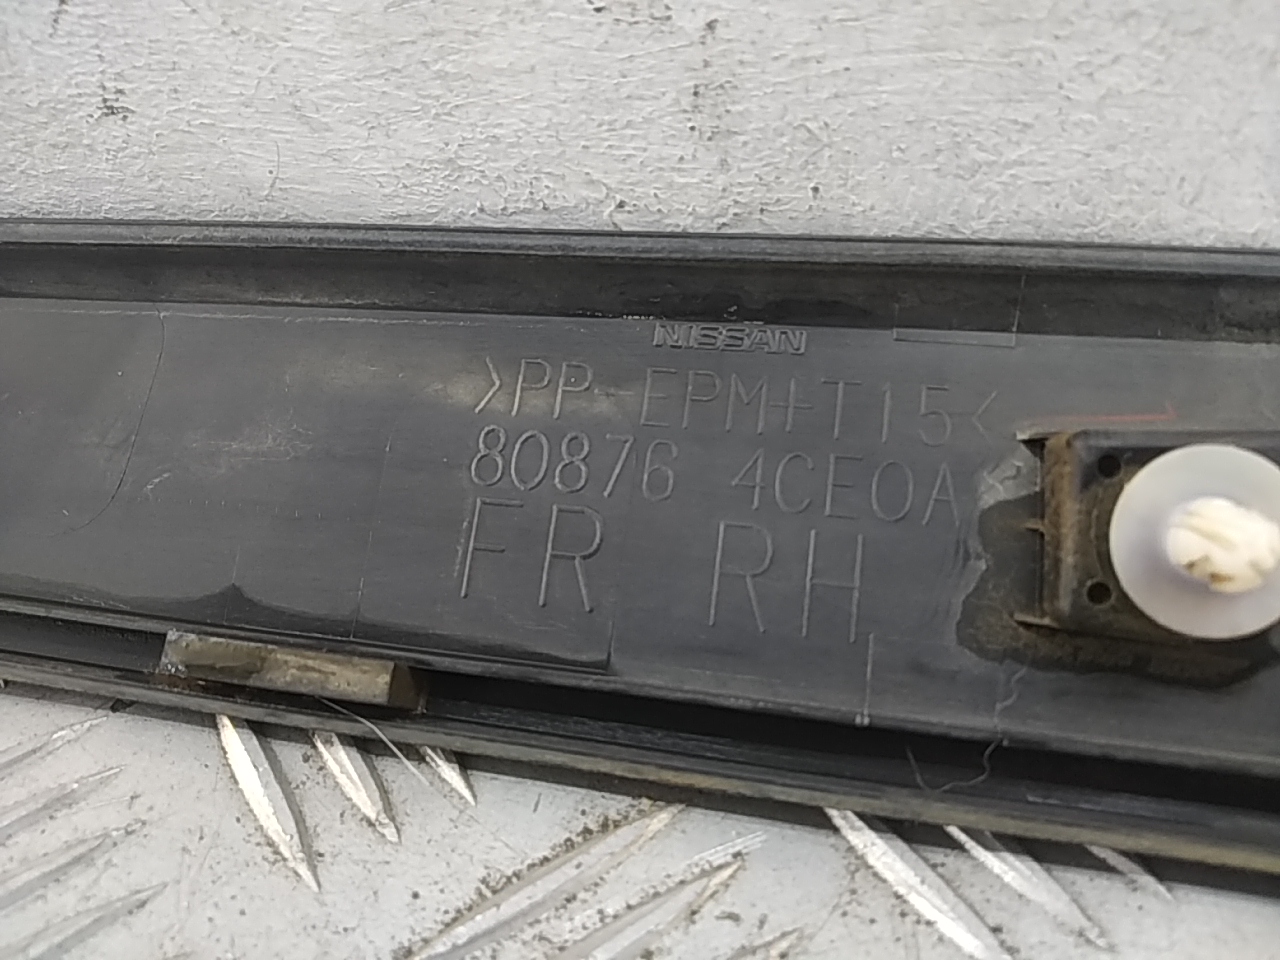 NISSAN
>PP-EPM+T15<
80876 4CE0A
FR RH